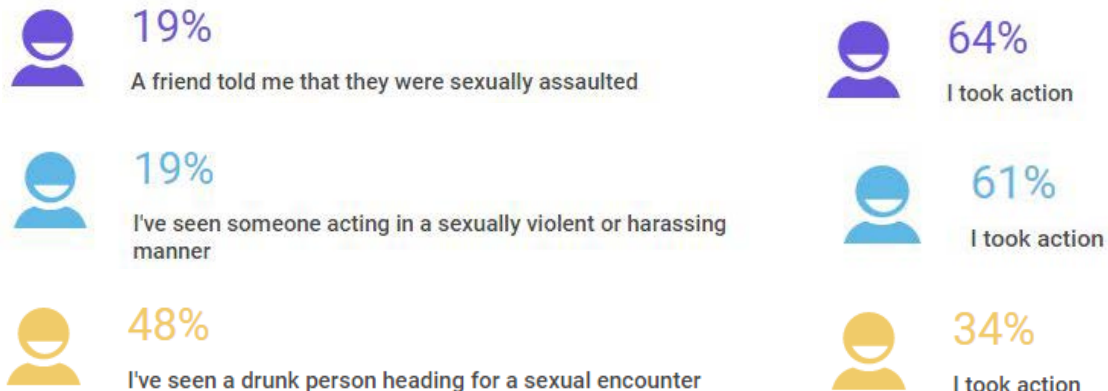 19%
A friend told me that they were sexually assaulted
64%
I took action
19%
I've seen someone acting in a sexually violent or harassing
manner
61%
I took action
48%
I've seen a drunk person heading for a sexual encounter
34%
I took action